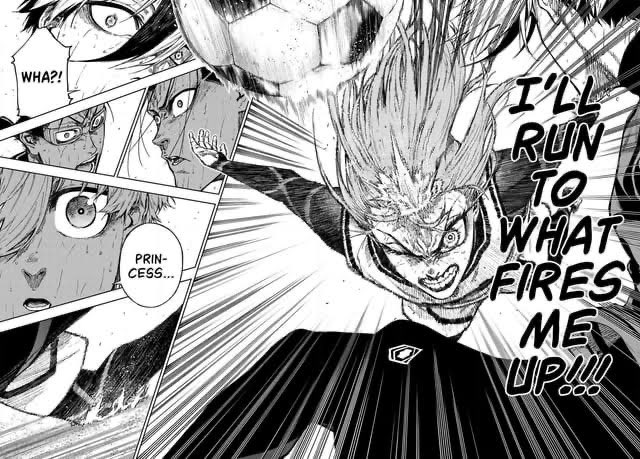 I'LL
RUN
TO
WHAT
FIRES
ME
UP!!!
WHA?!
PRIN-
CESS...